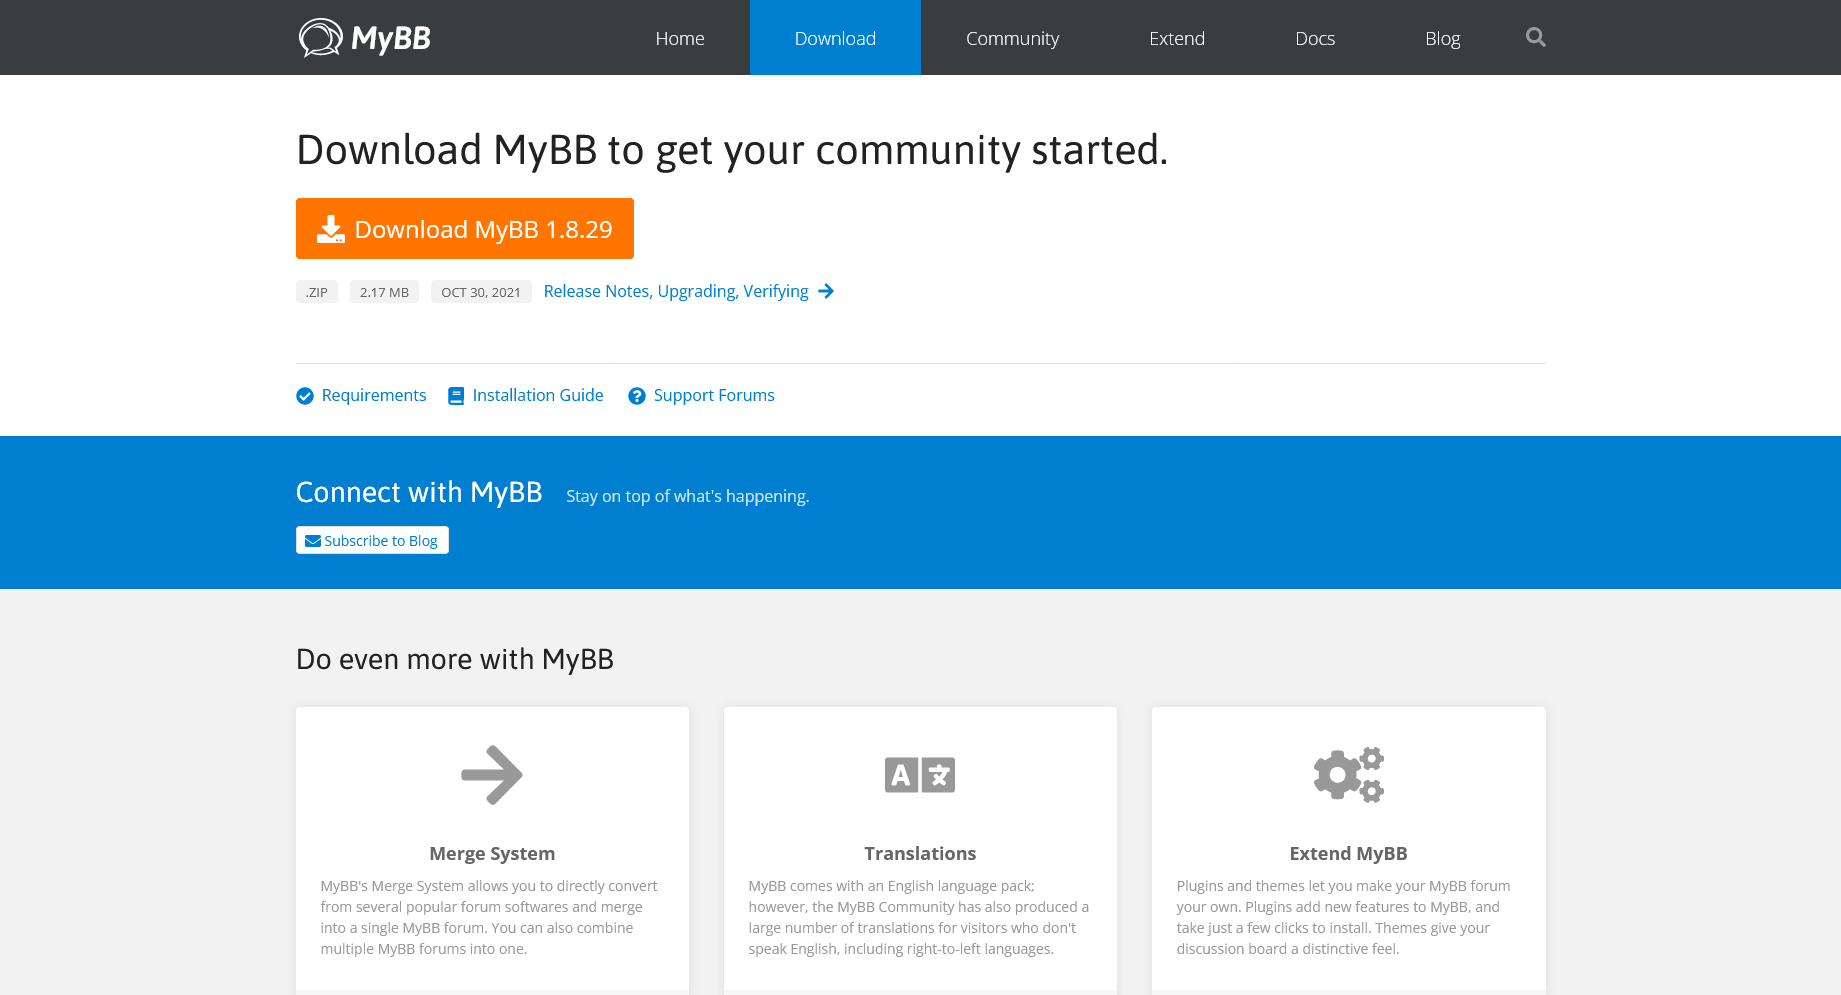 MyBB
Home Download Community Extend Docs Blog
Download MyBB to get your community started.
Download MyBB 1.8.29
.ZIP 2.17 MB OCT 30, 2021 Release Notes, Upgrading, Verifying
Requirements Installation Guide Support Forums
Connect with MyBB Stay on top of what's happening.
Subscribe to Blog
Do even more with MyBB
A 文
Merge System
MyBB's Merge System allows you to directly convert
from several popular forum softwares and merge
into a single MyBB forum. You can also combine
multiple MyBB forums into one.
Translations
MyBB comes with an English language pack;
however, the MyBB Community has also produced a
large number of translations for visitors who don't
speak English, including right-to-left languages.
Extend MyBB
Plugins and themes let you make your MyBB forum
your own. Plugins add new features to MyBB, and
take just a few clicks to install. Themes give your
discussion board a distinctive feel.